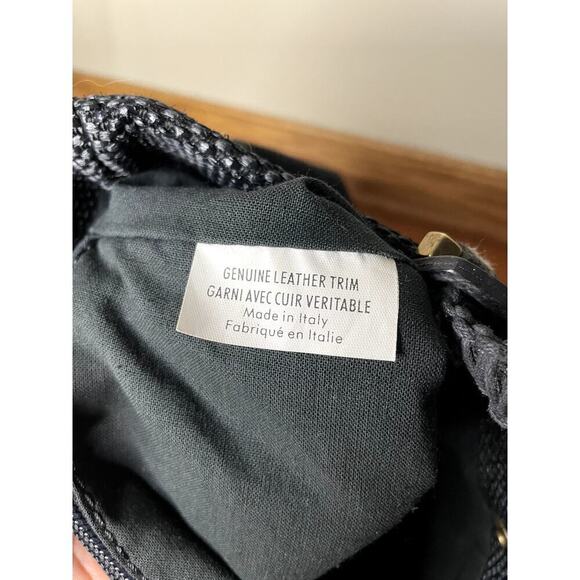 GENUINE LEATHER TRIM
GARNI AVEC CUIR VERITABLE
Made in Italy
Fabriqué en Italie